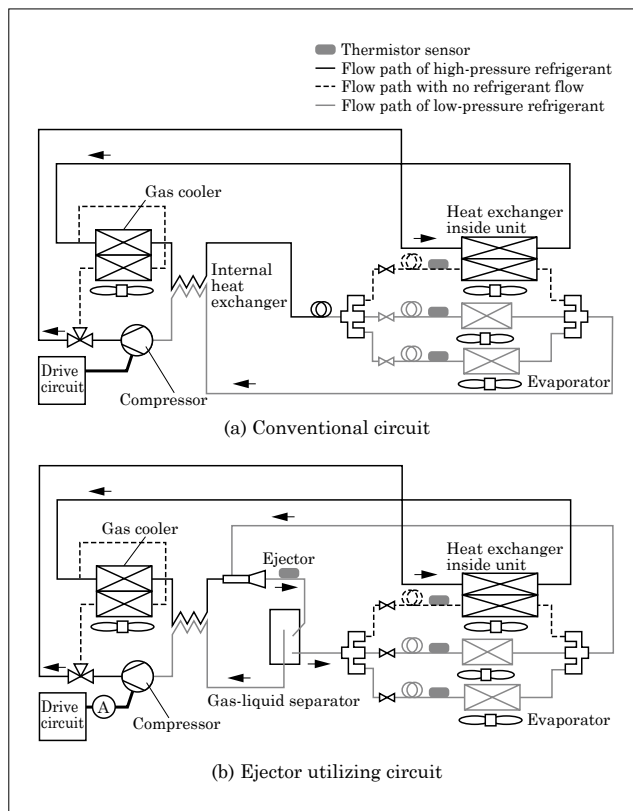 Thermistor sensor
Flow path of high-pressure refrigerant
Flow path with no refrigerant flow
Flow path of low-pressure refrigerant
Gas cooler
Heat exchanger
inside unit
Internal
heat
exchanger
Drive
circuit
Compressor
Evaporator
(a) Conventional circuit
Gas cooler
Ejector
Heat exchanger
inside unit
Drive
circuit
A
Compressor
Gas-liquid separator
Evaporator
(b) Ejector utilizing circuit